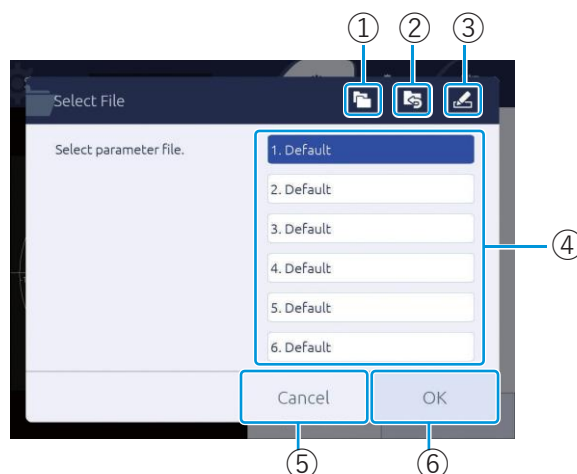 ① ② ③
Select File
Select parameter file.
1. Default
2. Default
3. Default
4. Default
5. Default
6. Default
④
Cancel
OK
⑤ ⑥